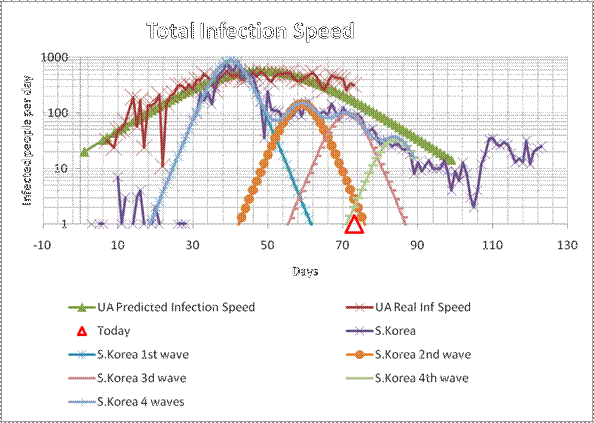 Total Infection Speed
Infected people per day
1000
100
10
1
-10 10 30 50 70 90 110 130
Days
UA Predicted Infection Speed
UA Real Inf Speed
Today
S.Korea
S.Korea 1st wave
S.Korea 2nd wave
S.Korea 3d wave
S.Korea 4th wave
S.Korea 4 waves